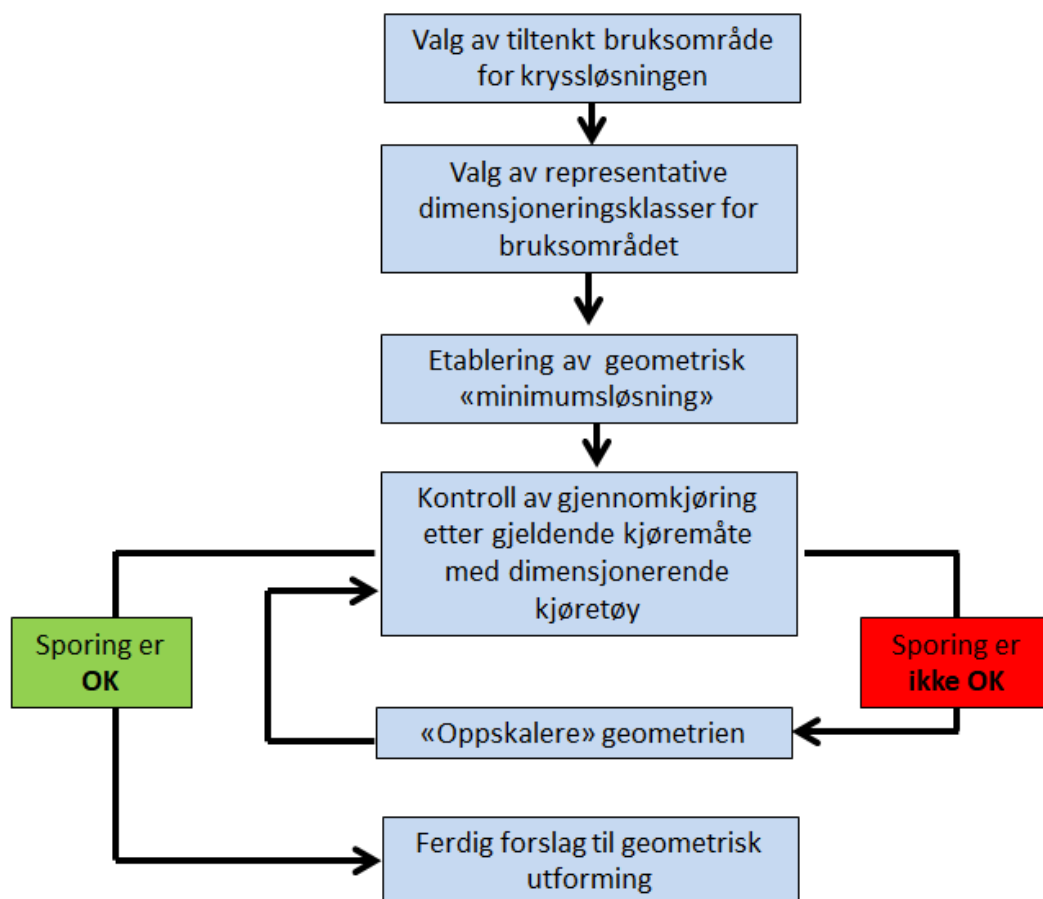 Valg av tiltenkt bruksområde
for kryssløsningen
Valg av representative
dimensjoneringsklasser for
bruksområdet
Etablering av geometrisk
«minimumsløsning»
Kontroll av gjennomkjøring
etter gjeldende kjøremåte
med dimensjonerende
kjøretøy
Sporing er
OK
Sporing er
ikke OK
«Oppskalere» geometrien
Ferdig forslag til geometrisk
utforming